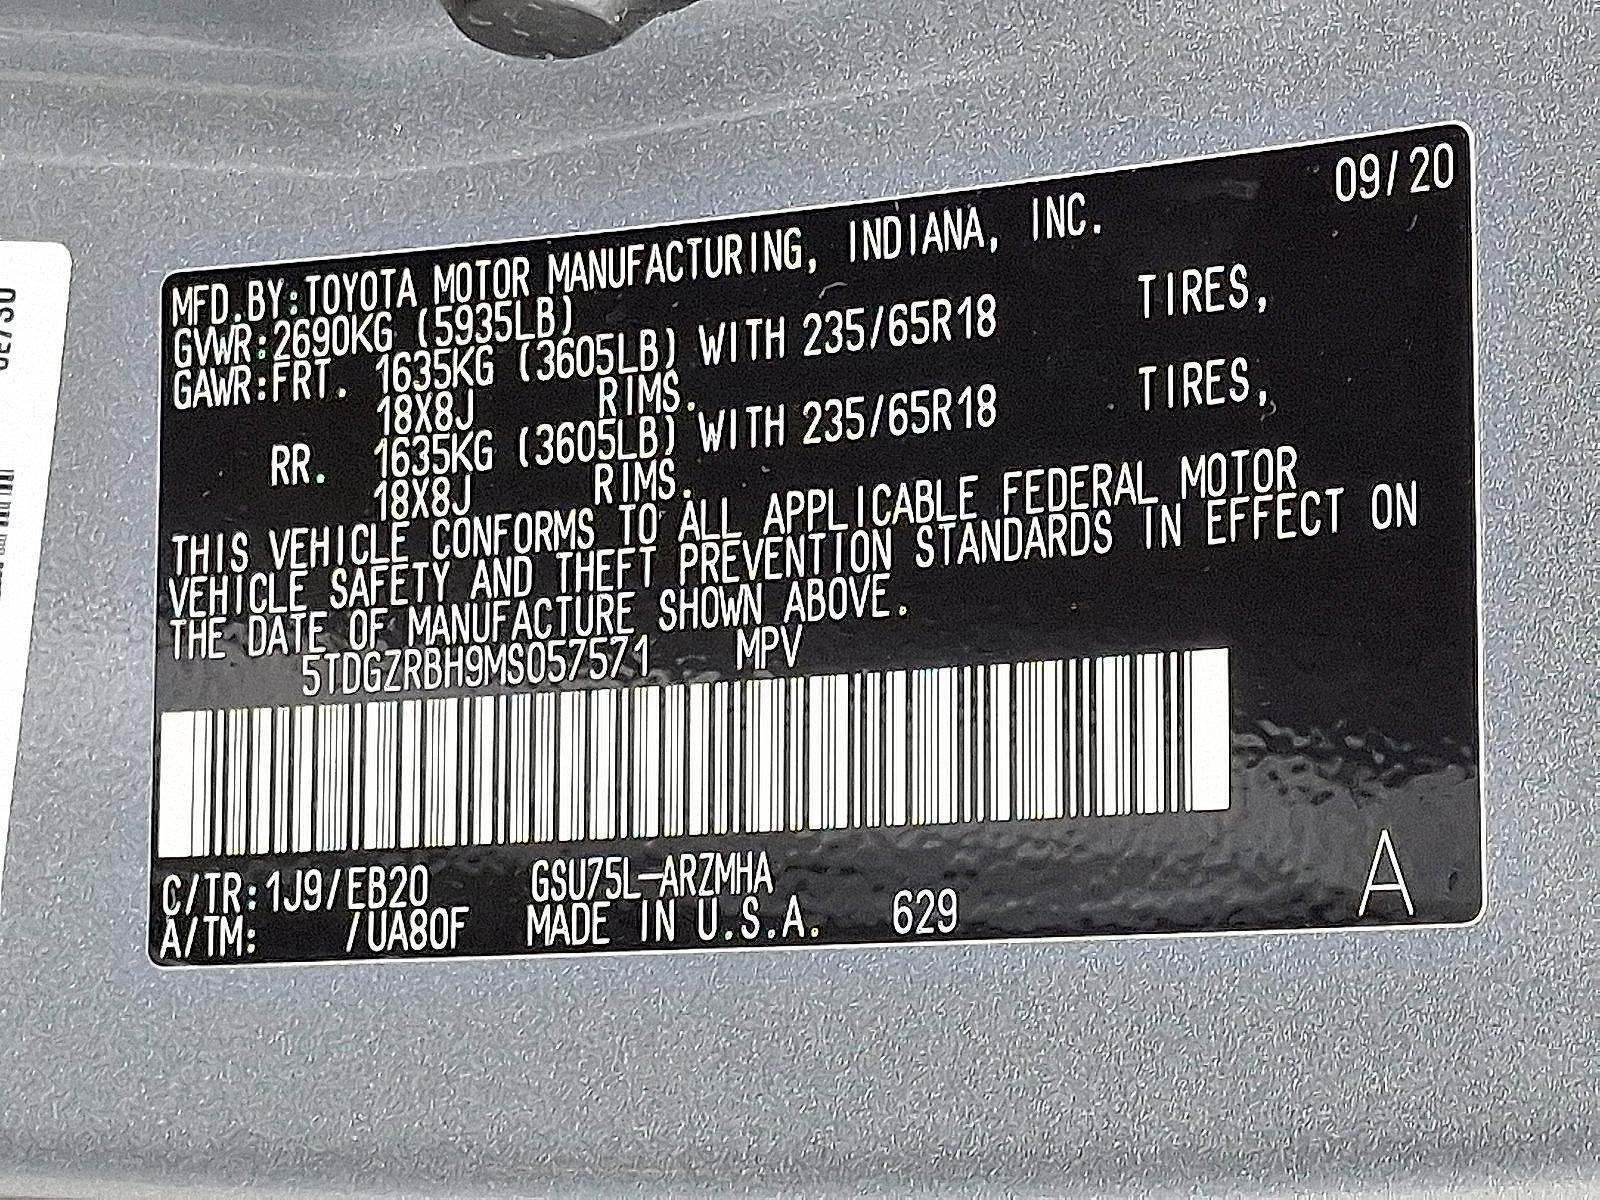 09/20
MFD.BY:TOYOTA MOTOR MANUFACTURING, INDIANA, INC.
GVWR:2690KG (5935LB)
GAWR:FRT. 1635KG (3605LB) WITH 235/65R18 TIRES,
18X8J RIMS.
RR. 1635KG (3605LB) WITH 235/65R18 TIRES,
18X8J RIMS.
THIS VEHICLE CONFORMS TO ALL APPLICABLE FEDERAL MOTOR
VEHICLE SAFETY AND THEFT PREVENTION STANDARDS IN EFFECT ON
THE DATE OF MANUFACTURE SHOWN ABOVE.
5TDGZRBH9MS057571 MPV
C/TR:1J9/EB20 GSU75L-ARZMHA
A/TM: /UA80F MADE IN U.S.A. 629
A